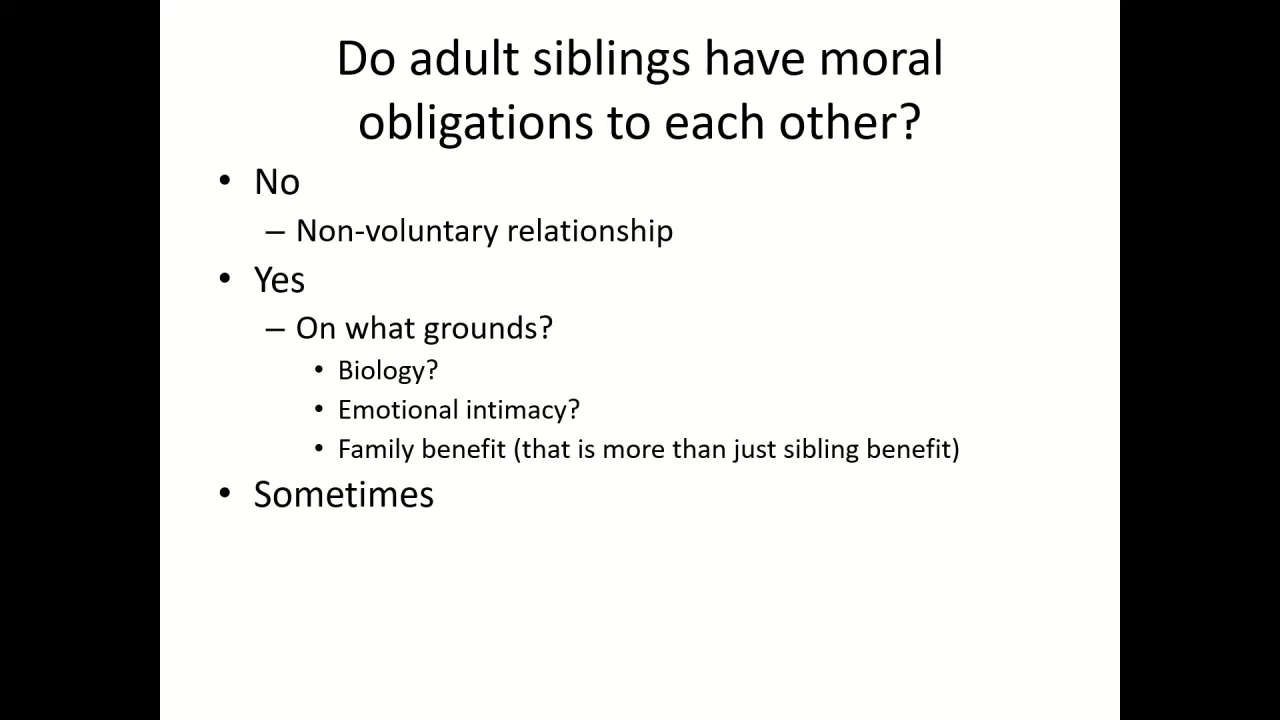 Do adult siblings have moral
obligations to each other?
• No
– Non-voluntary relationship
• Yes
– On what grounds?
• Biology?
• Emotional intimacy?
• Family benefit (that is more than just sibling benefit)
• Sometimes